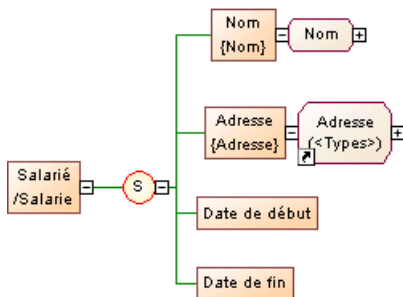 Nom
{Nom}
Nom
Adresse
{Adresse}
Adresse
(<Types>)
Salarié
/Salarie
S
Date de début
Date de fin